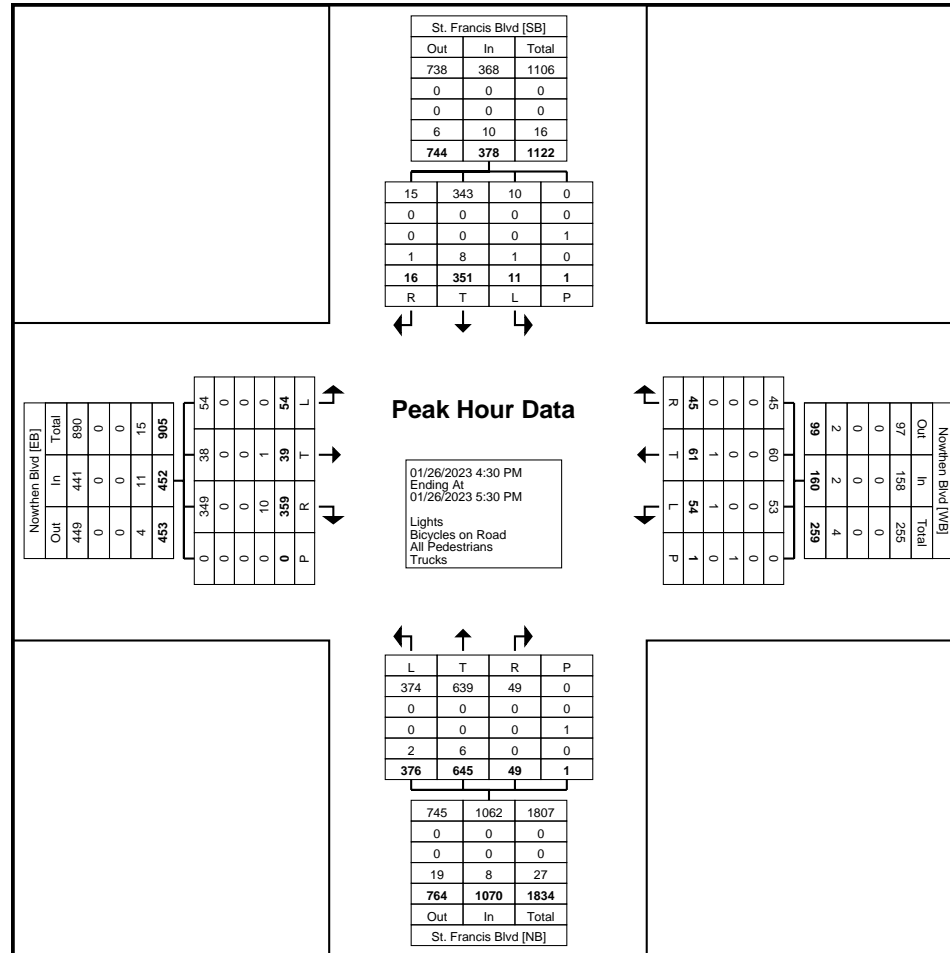 St. Francis Blvd [SB]
Out In Total
738 368 1106
0 0 0
0 0 0
6 10 16
744 378 1122
15 343 10 0
0 0 0 0
0 0 0 1
1 8 1 0
16 351 11 1
R T L P
Peak Hour Data
01/26/2023 4:30 PM
Ending At
01/26/2023 5:30 PM
Lights
Bicycles on Road
All Pedestrians
Trucks
Nowthen Blvd [EB]
Total 890 0 0 15 905
In 441 0 0 11 452
Out 449 0 0 4 453
54 0 0 0 54 L
38 0 0 1 39 T
349 0 0 10 359 R
0 0 0 0 0 P
R 45 0 0 0 45
T 61 1 0 0 60
L 54 1 0 0 53
P 1 0 1 0 0
Nowthen Blvd [WB]
Out In Total
97 158 255
0 0 0
0 0 0
2 2 4
99 160 259
L T R P
374 639 49 0
0 0 0 0
0 0 0 1
2 6 0 0
376 645 49 1
745 1062 1807
0 0 0
0 0 0
19 8 27
764 1070 1834
Out In Total
St. Francis Blvd [NB]